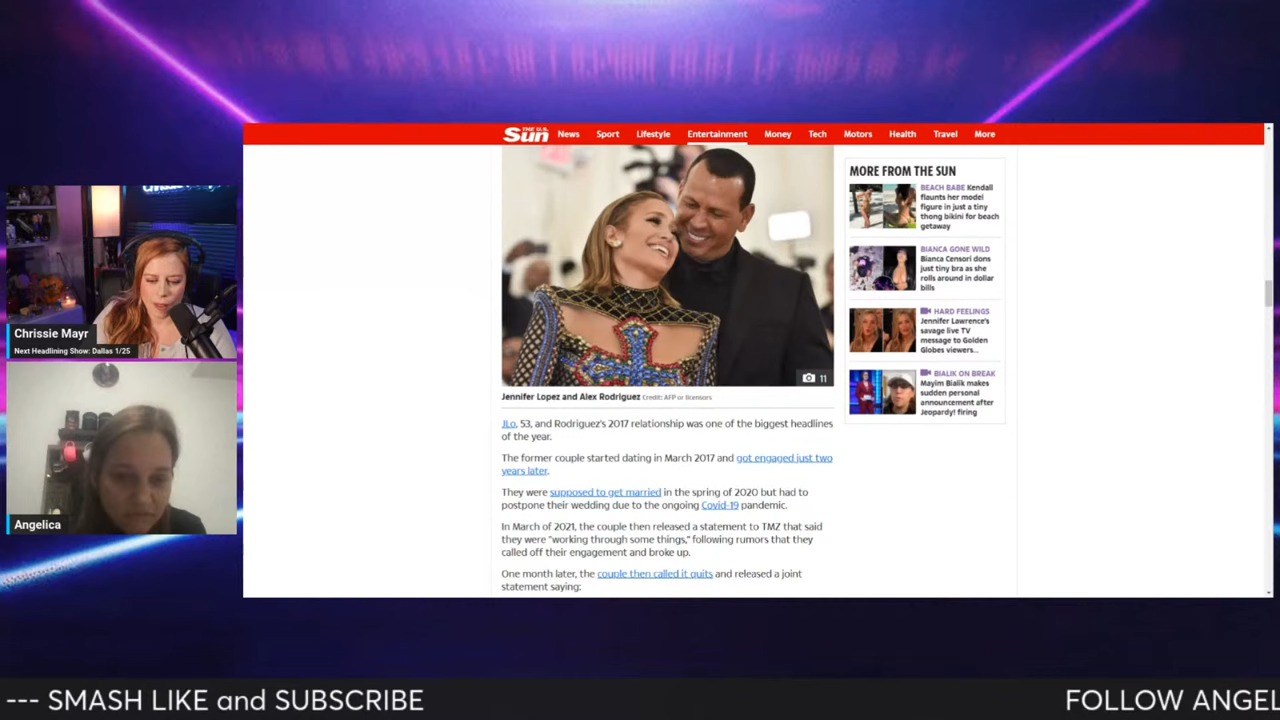 THE U.S. Sun
News Sport Lifestyle Entertainment Money Tech Motors Health Travel More
11
Jennifer Lopez and Alex Rodriguez Credit: AFP or licensors
JLo, 53, and Rodriguez's 2017 relationship was one of the biggest headlines
of the year.
The former couple started dating in March 2017 and got engaged just two
years later.
They were supposed to get married in the spring of 2020 but had to
postpone their wedding due to the ongoing Covid-19 pandemic.
In March of 2021, the couple then released a statement to TMZ that said
they were "working through some things," following rumors that they
called off their engagement and broke up.
One month later, the couple then called it quits and released a joint
statement saying:
MORE FROM THE SUN
BEACH BABE Kendall
flaunts her model
figure in just a tiny
thong bikini for beach
getaway
BIANCA GONE WILD
Bianca Censori dons
just tiny bra as she
rolls around in dollar
bills
HARD FEELINGS
Jennifer Lawrence's
savage live TV
message to Golden
Globes viewers...
BIALIK ON BREAK
Mayim Bialik makes
sudden personal
announcement after
Jeopardy! firing
Chrissie Mayr
Next Headlining Show: Dallas 1/25
Angelica
--- SMASH LIKE and SUBSCRIBE
FOLLOW ANGEL